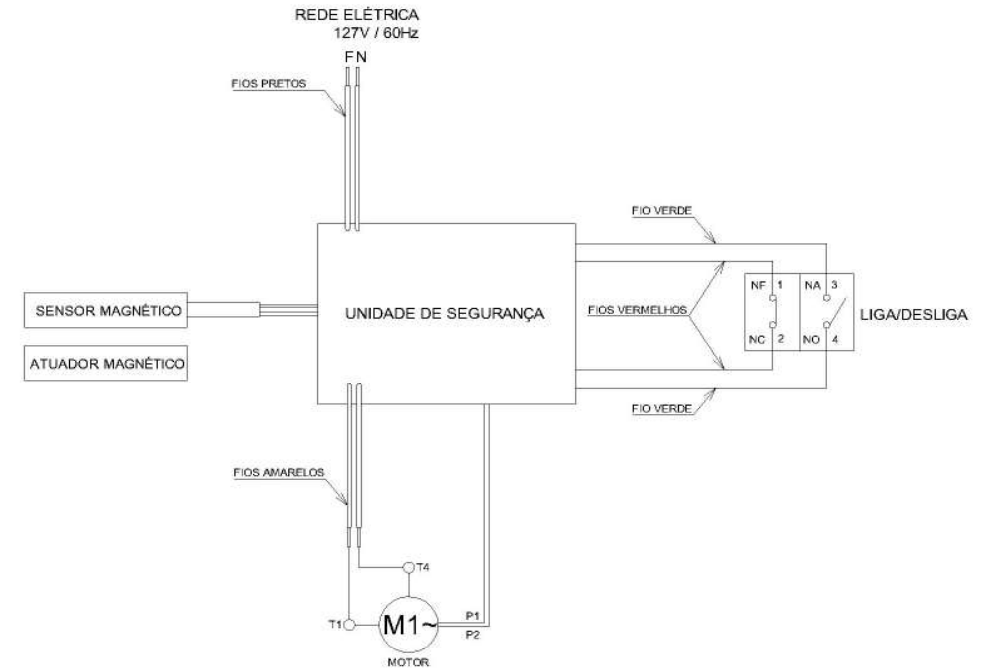 REDE ELÉTRICA
127V / 60Hz
F N
FIOS PRETOS
FIO VERDE
SENSOR MAGNÉTICO
UNIDADE DE SEGURANÇA
FIOS VERMELHOS
NF 1 NA 3
NC 2 NO 4
LIGA/DESLIGA
ATUADOR MAGNÉTICO
FIO VERDE
FIOS AMARELOS
T4
T1
M1~
P1
P2
MOTOR